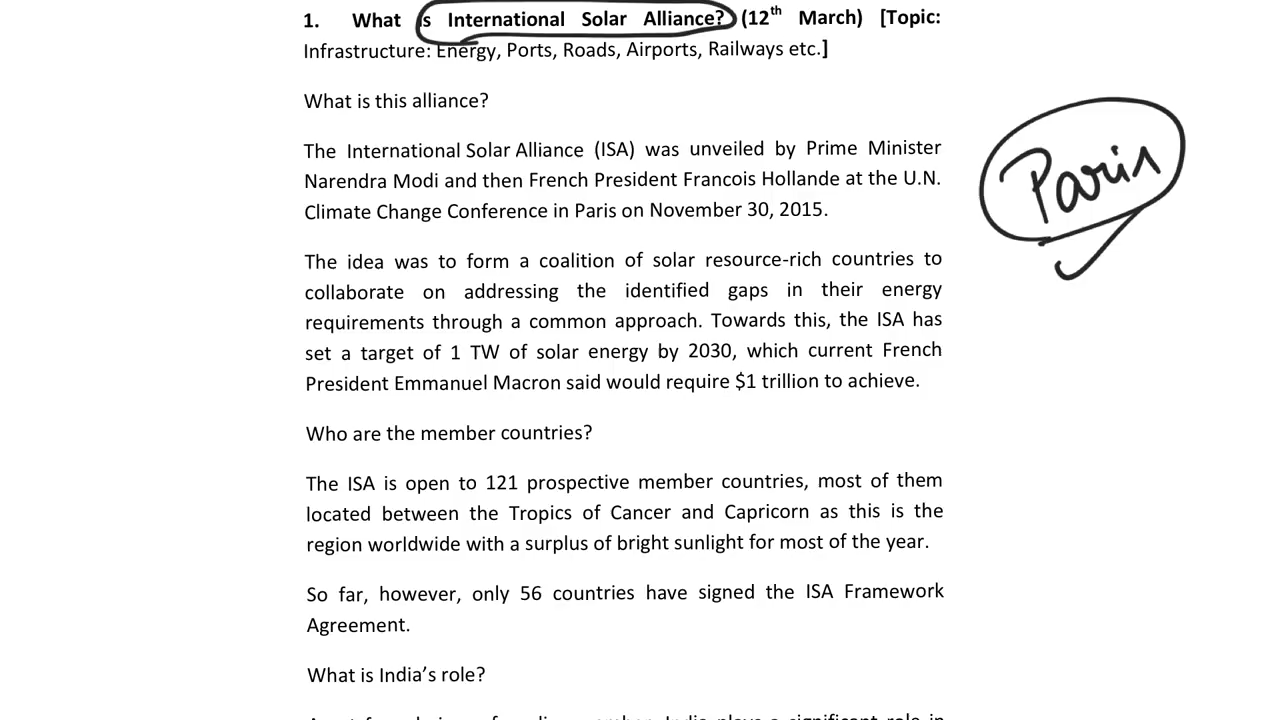 1. What is International Solar Alliance? (12th March) [Topic:
Infrastructure: Energy, Ports, Roads, Airports, Railways etc.]
What is this alliance?
The International Solar Alliance (ISA) was unveiled by Prime Minister
Narendra Modi and then French President Francois Hollande at the U.N.
Climate Change Conference in Paris on November 30, 2015.
Paris
The idea was to form a coalition of solar resource-rich countries to
collaborate on addressing the identified gaps in their energy
requirements through a common approach. Towards this, the ISA has
set a target of 1 TW of solar energy by 2030, which current French
President Emmanuel Macron said would require $1 trillion to achieve.
Who are the member countries?
The ISA is open to 121 prospective member countries, most of them
located between the Tropics of Cancer and Capricorn as this is the
region worldwide with a surplus of bright sunlight for most of the year.
So far, however, only 56 countries have signed the ISA Framework
Agreement.
What is India's role?